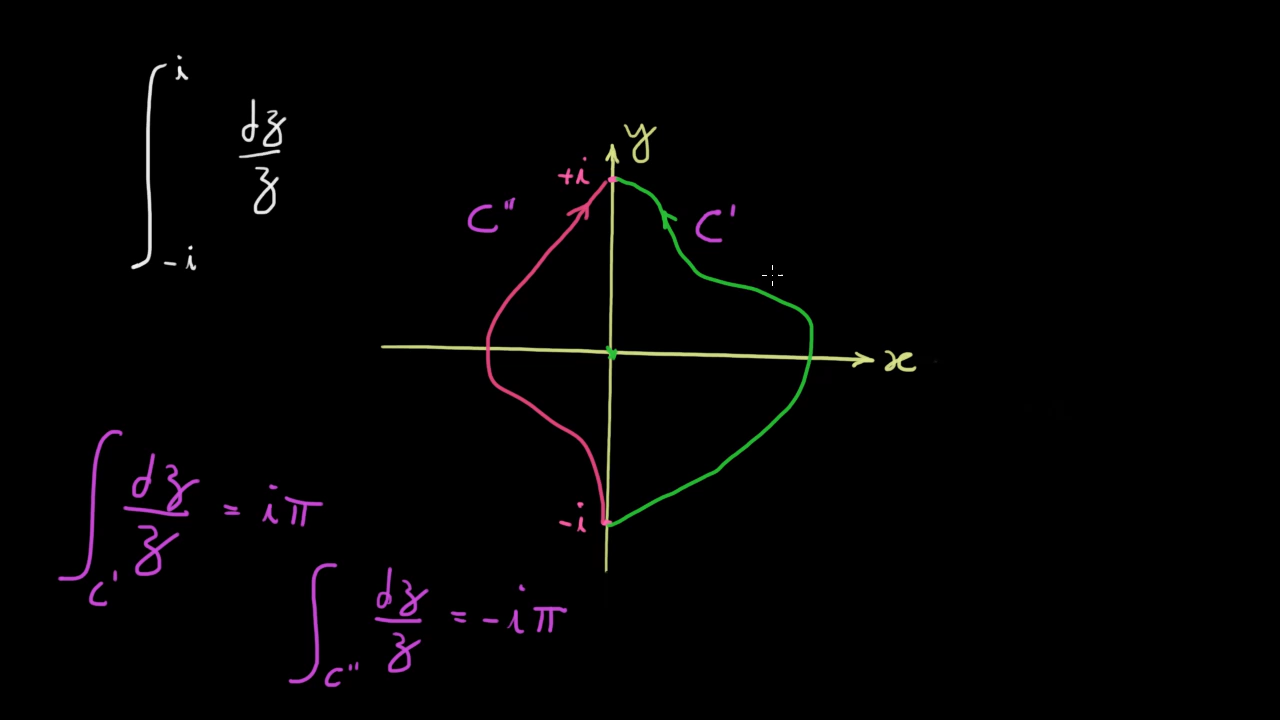 ∫_{-i}^{i} dz/z
y
+i
C''
C'
x
-i
∫_{C'} dz/z = iπ
∫_{C''} dz/z = -iπ